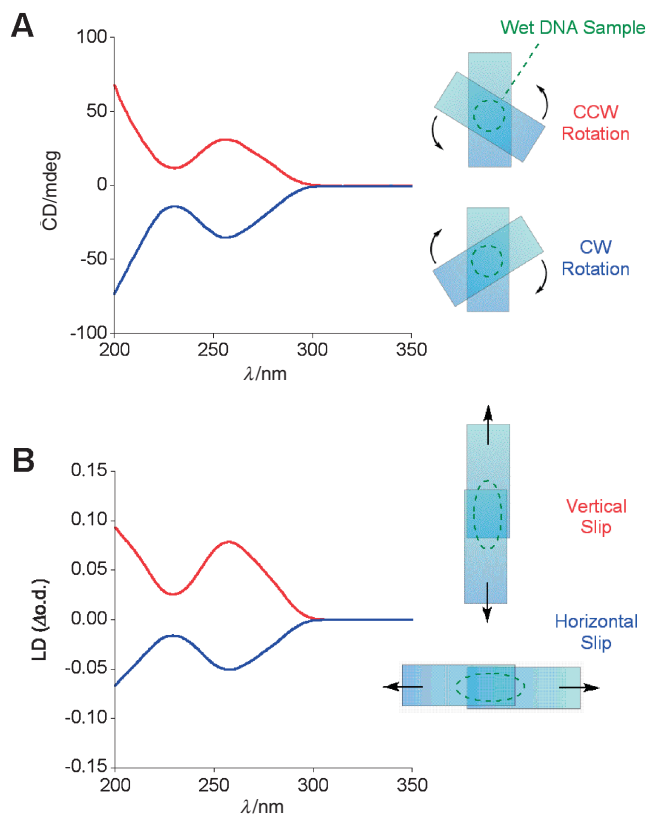 A
100
50
0
-50
-100
C̄D/mdeg
200
250
300
350
λ/nm
Wet DNA Sample
CCW
Rotation
CW
Rotation
B
0.15
0.10
0.05
0.00
-0.05
-0.10
-0.15
LD (Δo.d.)
200
250
300
350
λ/nm
Vertical
Slip
Horizontal
Slip